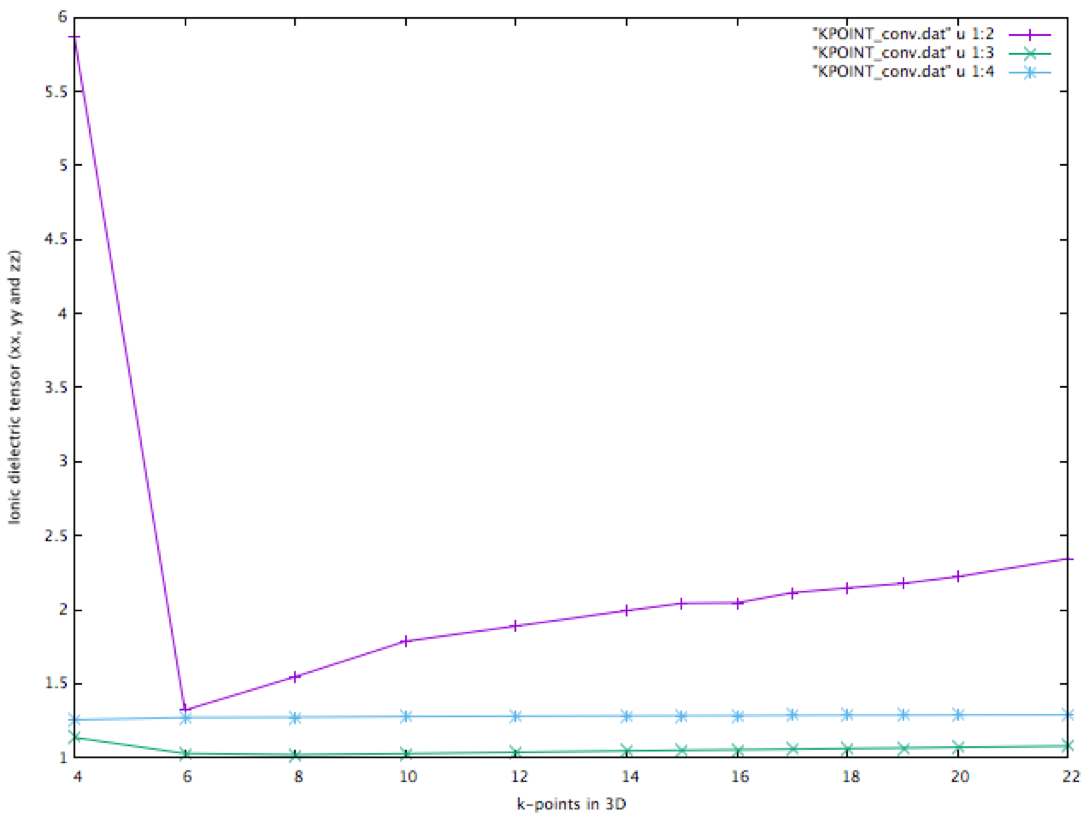 "KPOINT_conv.dat" u 1:2
"KPOINT_conv.dat" u 1:3
"KPOINT_conv.dat" u 1:4
6
5.5
5
4.5
4
3.5
3
2.5
2
1.5
1
Ionic dielectric tensor (xx, yy and zz)
4 6 8 10 12 14 16 18 20 22
k-points in 3D